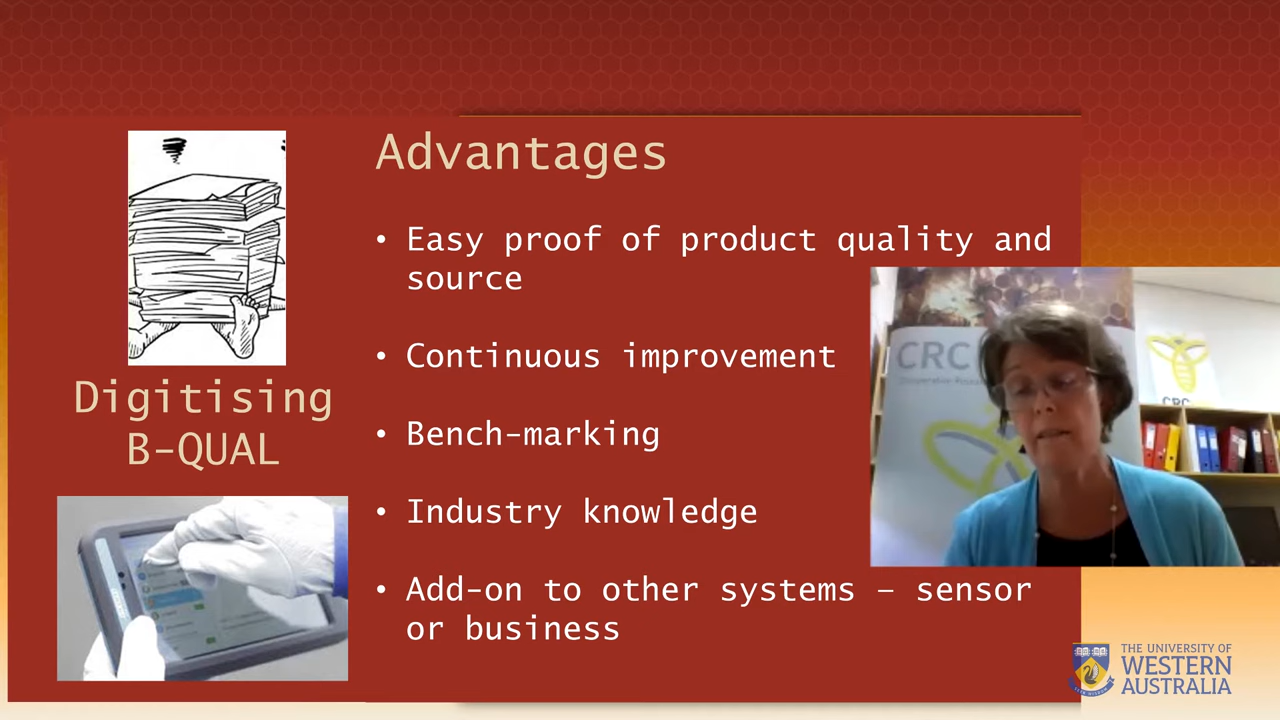 Advantages
• Easy proof of product quality and
source
• Continuous improvement
• Bench-marking
• Industry knowledge
• Add-on to other systems – sensor
or business
Digitising
B-QUAL
CRC
CRC
THE UNIVERSITY OF
WESTERN
AUSTRALIA